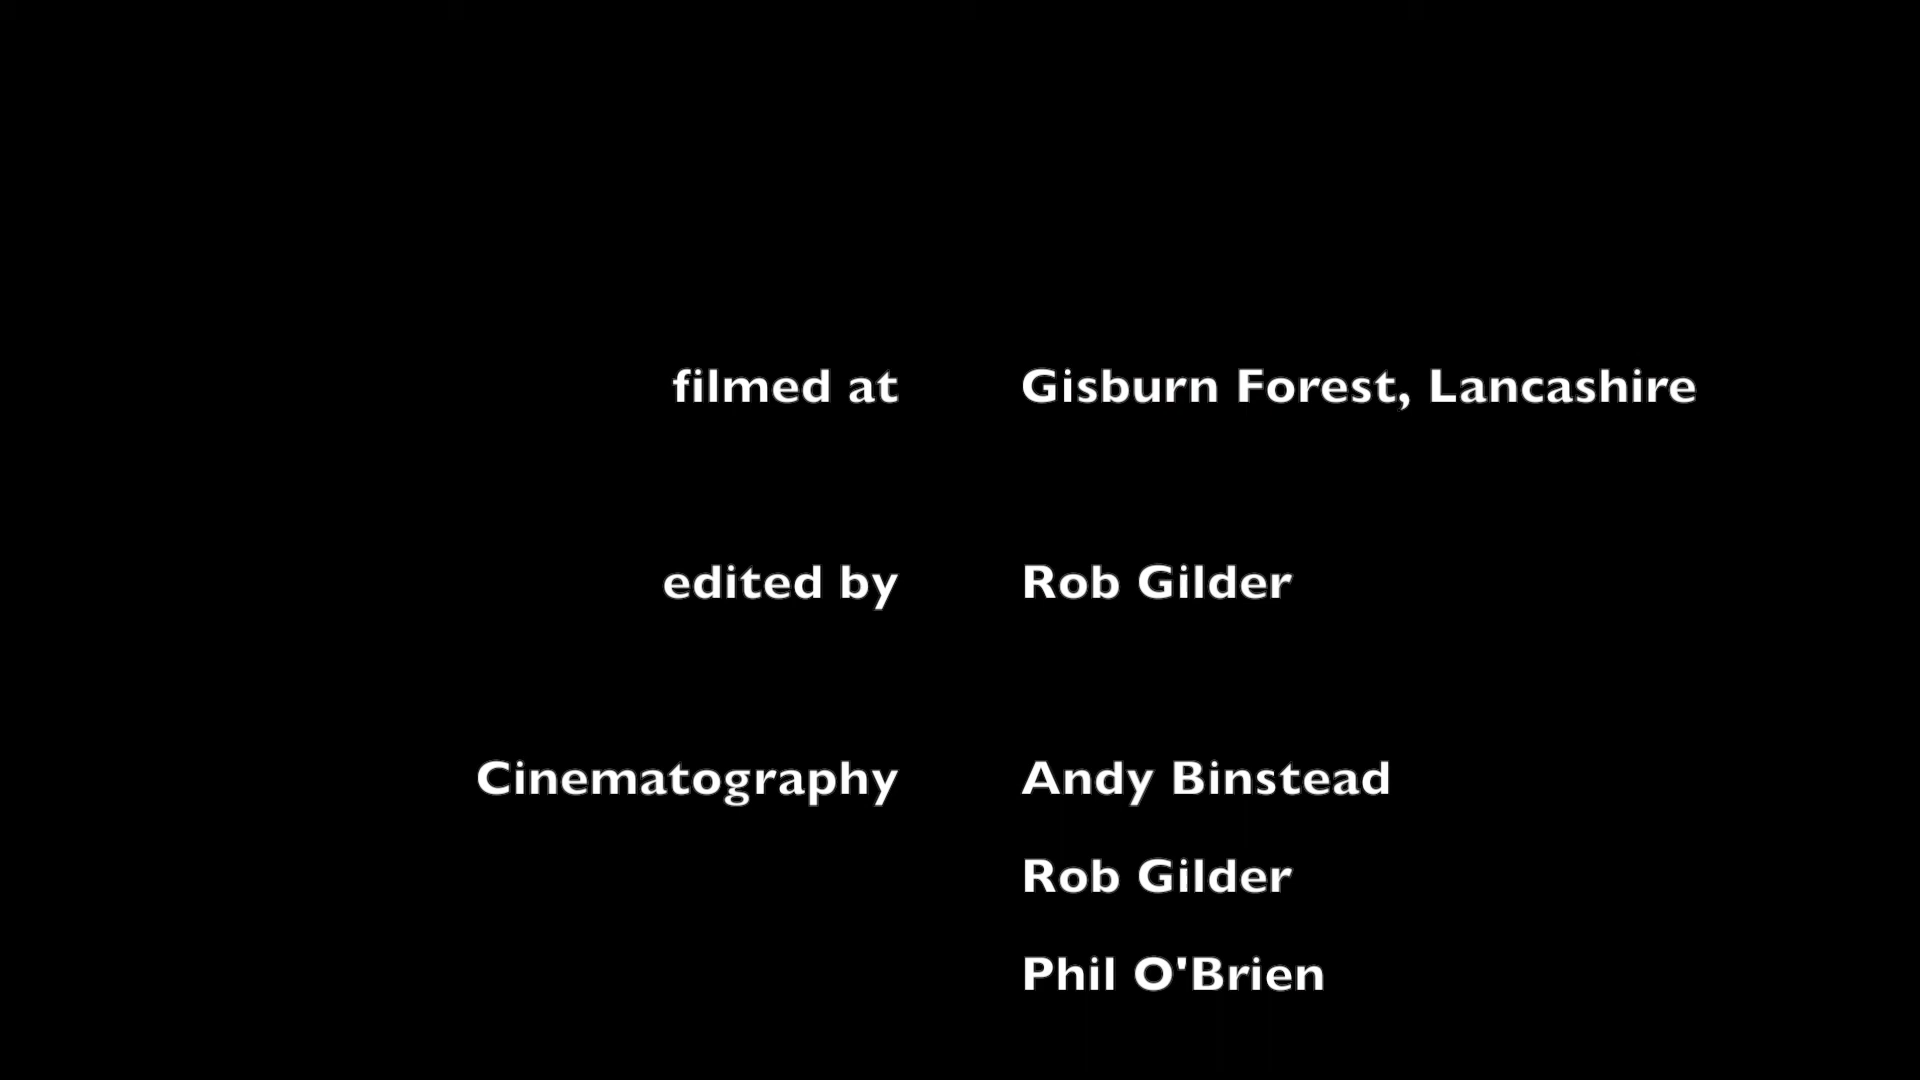 filmed at Gisburn Forest, Lancashire
edited by Rob Gilder
Cinematography Andy Binstead
Rob Gilder
Phil O'Brien